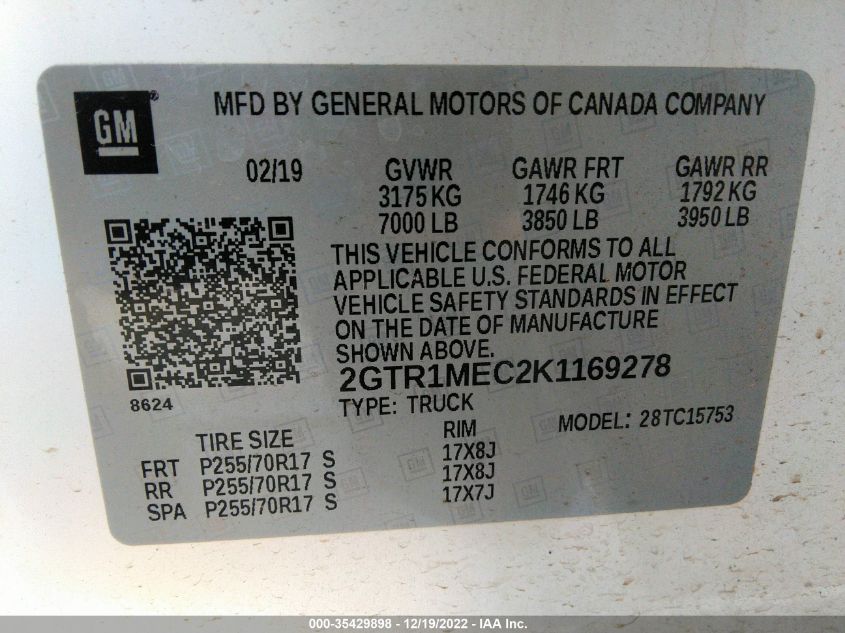 GM ®
MFD BY GENERAL MOTORS OF CANADA COMPANY
02/19 GVWR GAWR FRT GAWR RR
3175 KG 1746 KG 1792 KG
7000 LB 3850 LB 3950 LB
THIS VEHICLE CONFORMS TO ALL
APPLICABLE U.S. FEDERAL MOTOR
VEHICLE SAFETY STANDARDS IN EFFECT
ON THE DATE OF MANUFACTURE
SHOWN ABOVE.
2GTR1MEC2K1169278
8624
TYPE: TRUCK MODEL: 28TC15753
TIRE SIZE RIM
FRT P255/70R17 S 17X8J
RR P255/70R17 S 17X8J
SPA P255/70R17 S 17X7J
000-35429898 - 12/19/2022 - IAA Inc.